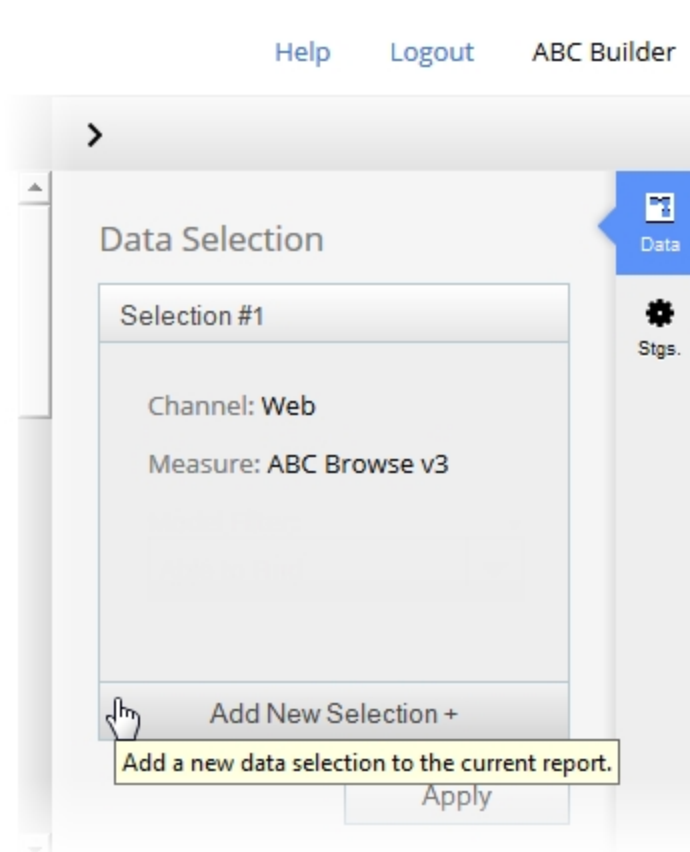 Help Logout ABC Builder
Data Selection
Data
Selection #1
Stgs.
Channel: Web
Measure: ABC Browse v3
Add New Selection +
Add a new data selection to the current report.
Apply